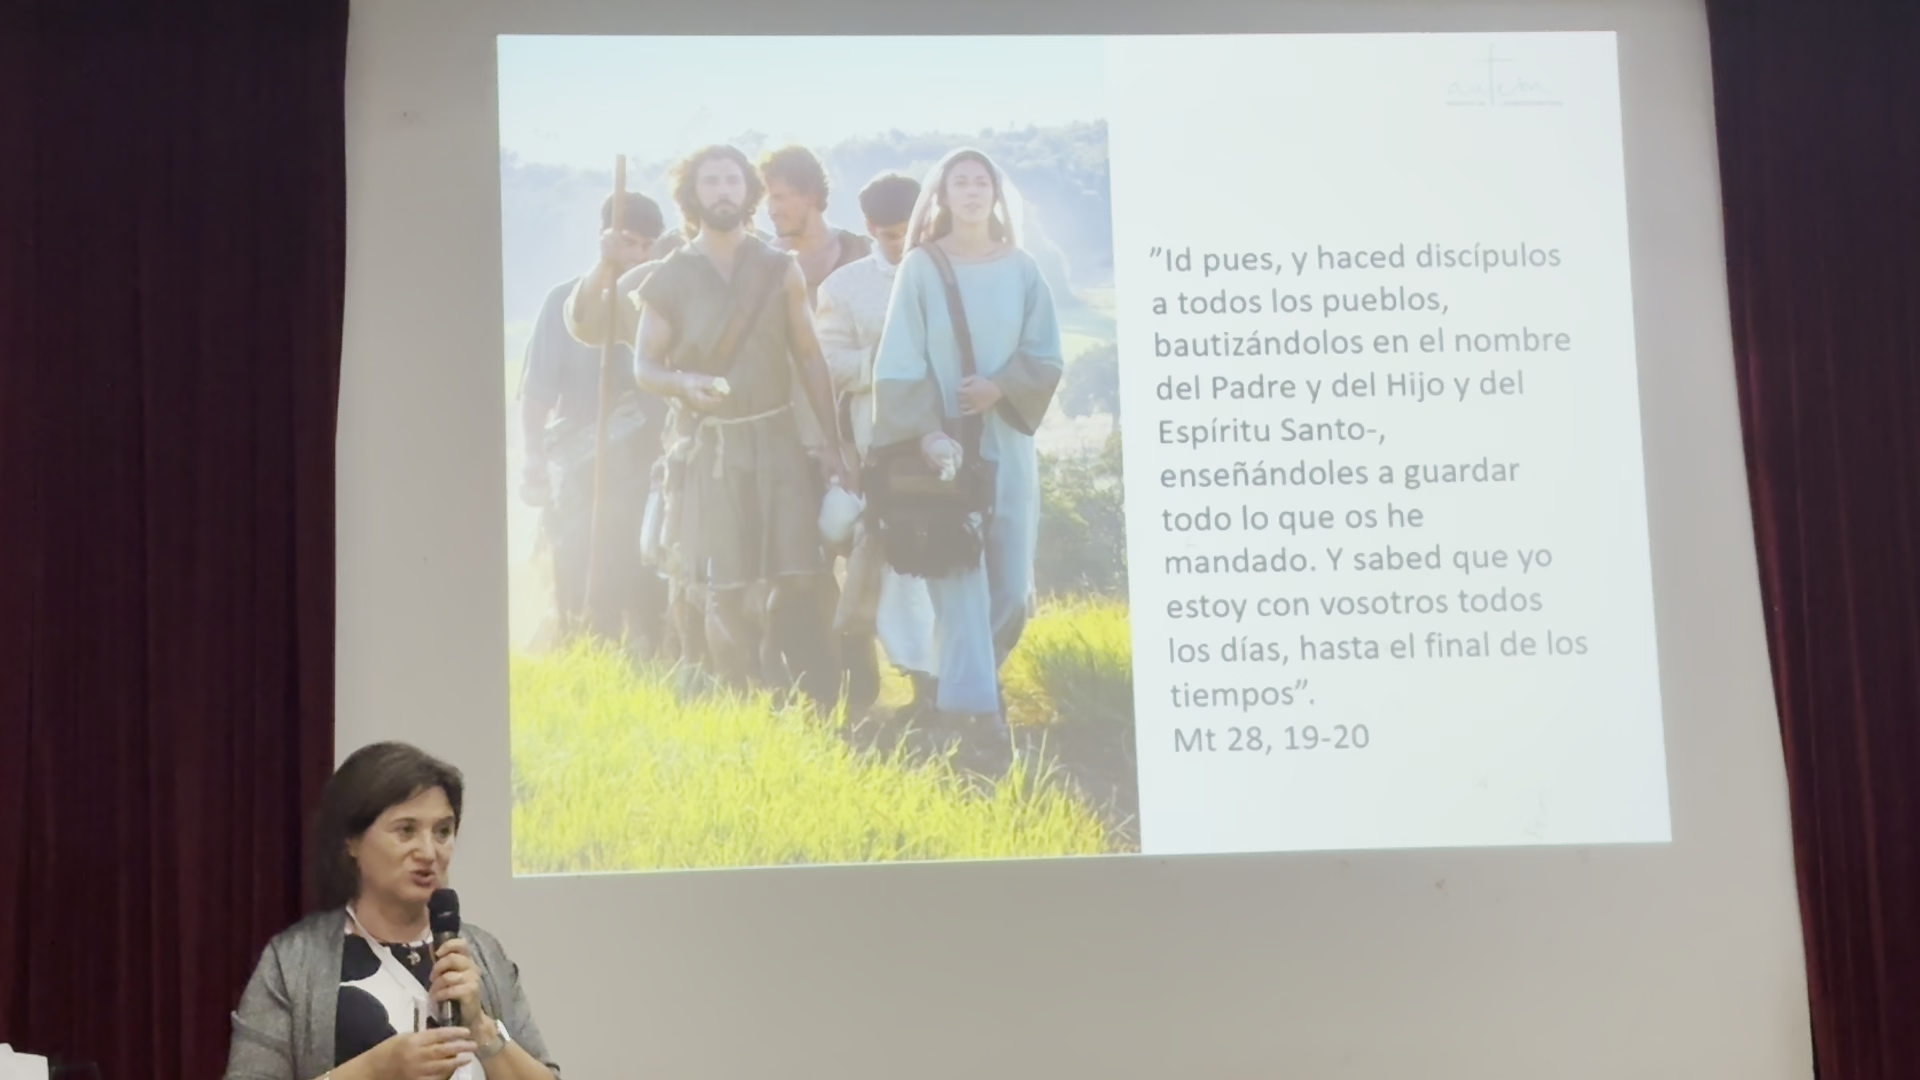 autem
”Id pues, y haced discípulos
a todos los pueblos,
bautizándolos en el nombre
del Padre y del Hijo y del
Espíritu Santo-,
enseñándoles a guardar
todo lo que os he
mandado. Y sabed que yo
estoy con vosotros todos
los días, hasta el final de los
tiempos”.
Mt 28, 19-20